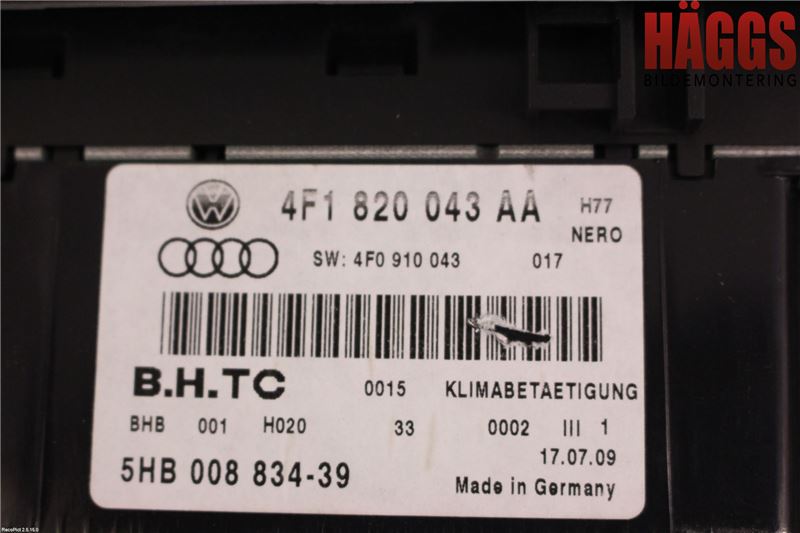 HÄGGS
BILDEMONTERING
4F1 820 043 AA H77
NERO
SW: 4F0 910 043 017
B.H.TC 0015 KLIMABETAETIGUNG
BHB 001 H020 33 0002 III 1
17.07.09
5HB 008 834-39 Made in Germany